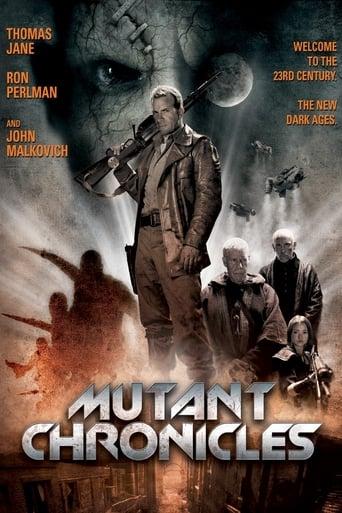 THOMAS
JANE
RON
PERLMAN
AND
JOHN
MALKOVICH
WELCOME
TO THE
23RD CENTURY.
THE NEW
DARK AGES.
MUTANT
CHRONICLES